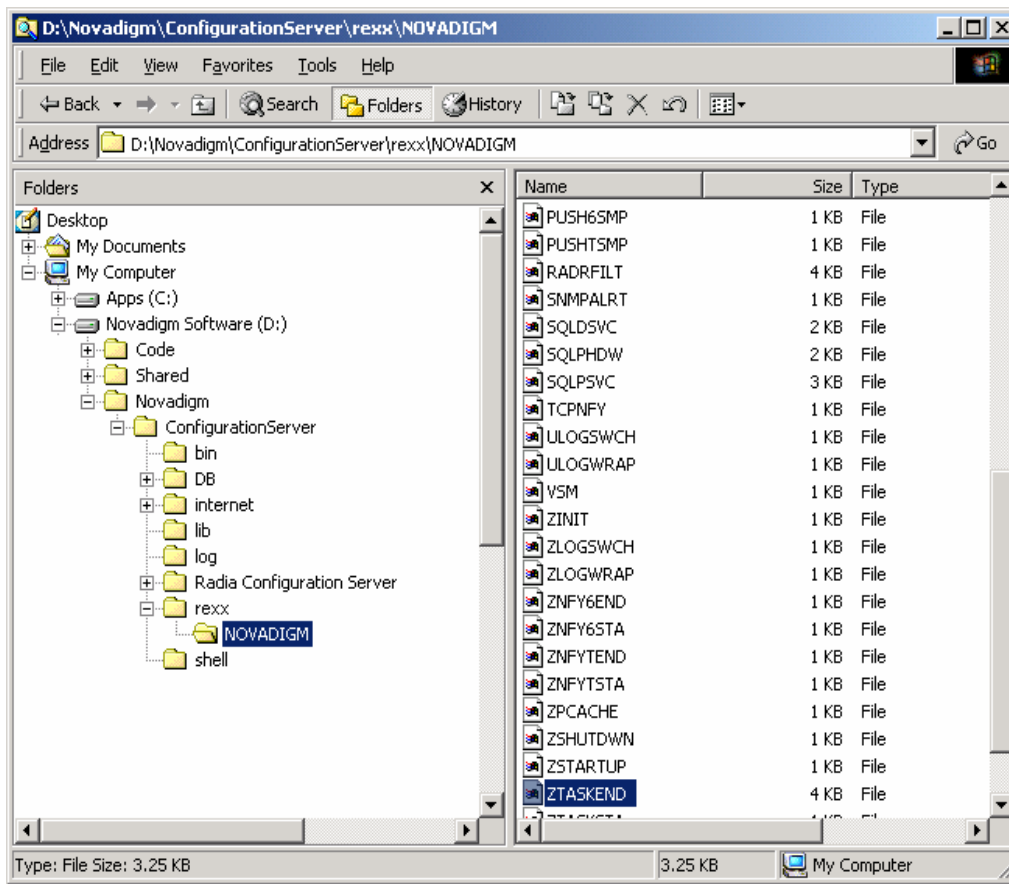 D:\Novadigm\ConfigurationServer\rexx\NOVADIGM
File Edit View Favorites Tools Help
Back Search Folders History
Address D:\Novadigm\ConfigurationServer\rexx\NOVADIGM Go
Folders
Desktop
My Documents
My Computer
Apps (C:)
Novadigm Software (D:)
Code
Shared
Novadigm
ConfigurationServer
bin
DB
internet
lib
log
Radia Configuration Server
rexx
NOVADIGM
shell
Name Size Type
PUSH6SMP 1 KB File
PUSHTSMP 1 KB File
RADRFILT 4 KB File
SNMPALRT 1 KB File
SQLDSVC 2 KB File
SQLPHDW 2 KB File
SQLPSVC 3 KB File
TCPNFY 1 KB File
ULOGSWCH 1 KB File
ULOGWRAP 1 KB File
VSM 1 KB File
ZINIT 1 KB File
ZLOGSWCH 1 KB File
ZLOGWRAP 1 KB File
ZNFY6END 1 KB File
ZNFY6STA 1 KB File
ZNFYTEND 1 KB File
ZNFYTSTA 1 KB File
ZPCACHE 1 KB File
ZSHUTDWN 1 KB File
ZSTARTUP 1 KB File
ZTASKEND 4 KB File
Type: File Size: 3.25 KB 3.25 KB My Computer